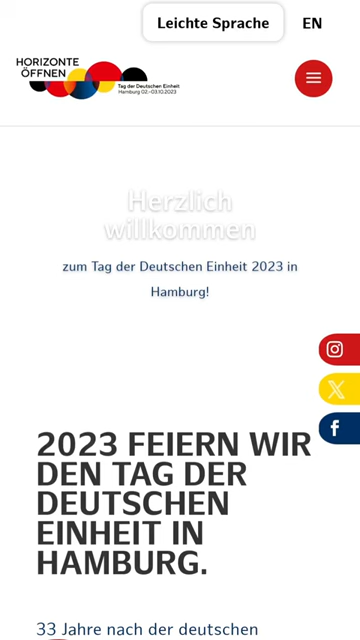 Leichte Sprache
EN
HORIZONTE
ÖFFNEN
Tag der Deutschen Einheit
Hamburg 02.–03.10.2023
Herzlich
willkommen
zum Tag der Deutschen Einheit 2023 in
Hamburg!
2023 FEIERN WIR
DEN TAG DER
DEUTSCHEN
EINHEIT IN
HAMBURG.
33 Jahre nach der deutschen